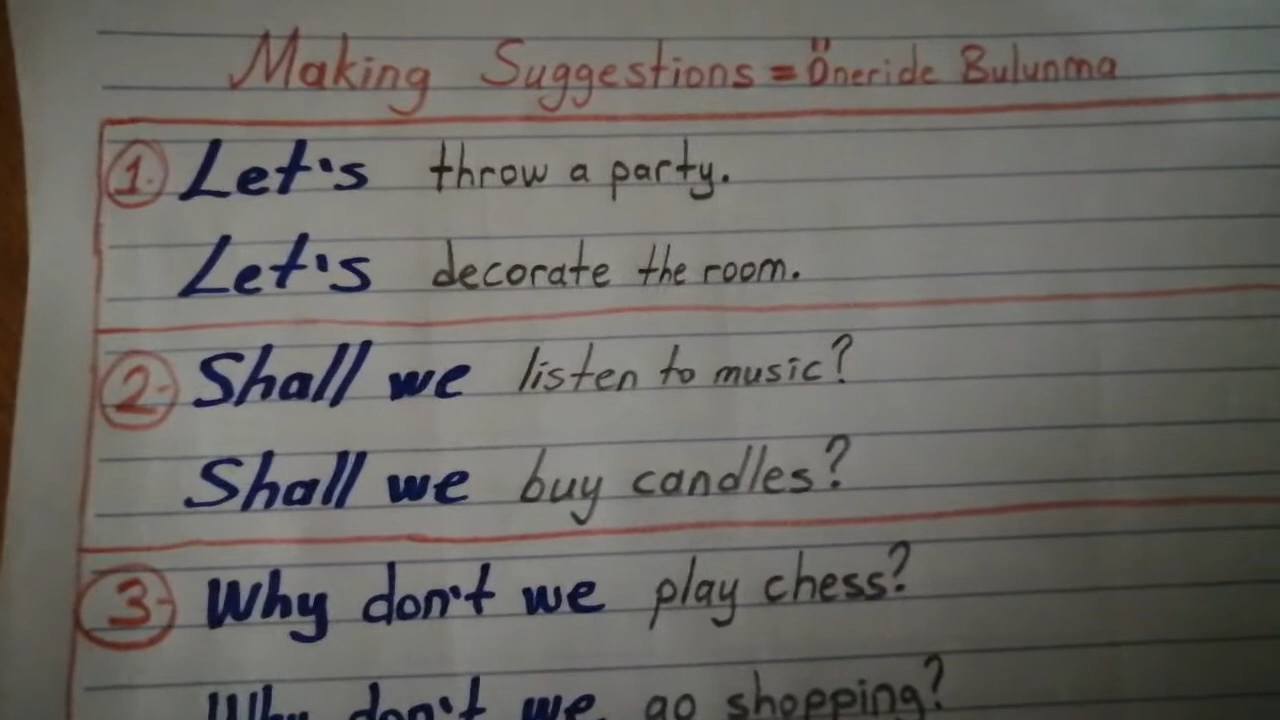 Making Suggestions = Öneride Bulunma
1. Let's throw a party.
Let's decorate the room.
2- Shall we listen to music?
Shall we buy candles?
3- Why don't we play chess?
Why don't we go shopping?